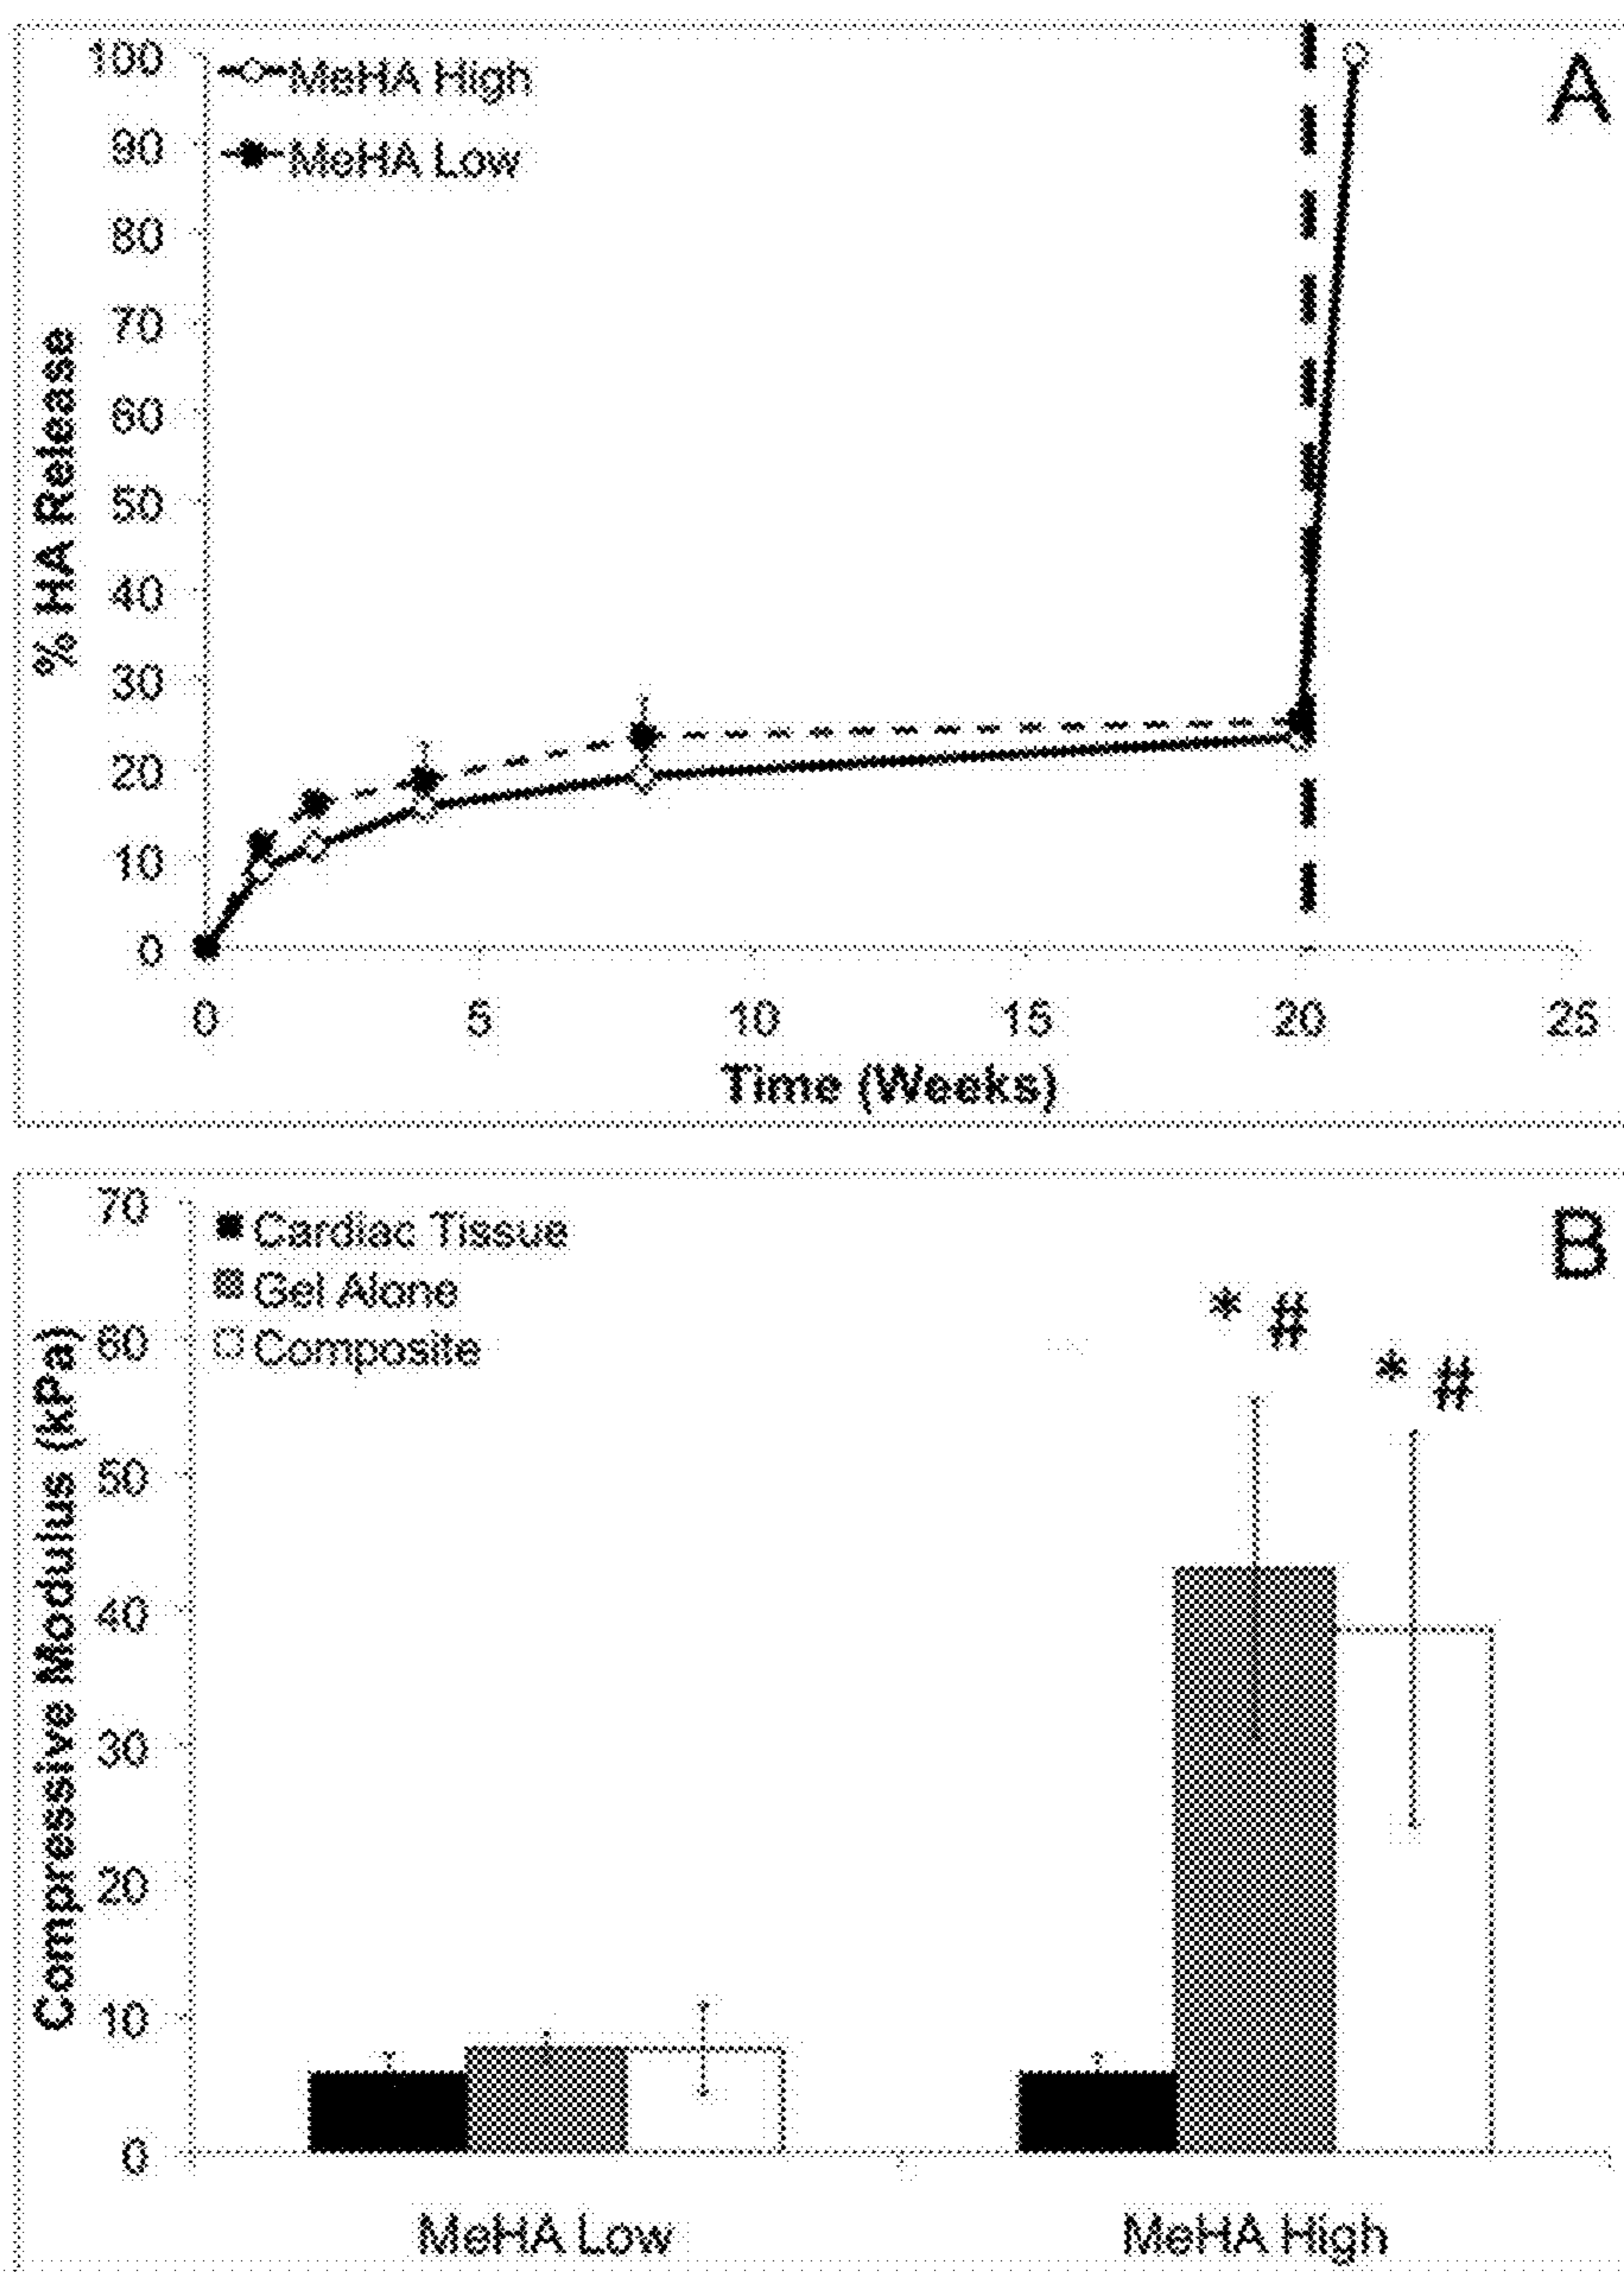 A
MeHA High
MeHA Low
100
90
80
70
60
50
40
30
20
10
0
% HA Release
0 5 10 15 20 25
Time (Weeks)
B
Cardiac Tissue
Gel Alone
Composite
70
60
50
40
30
20
10
0
Compressive Modulus (kPa)
* #
* #
MeHA Low MeHA High